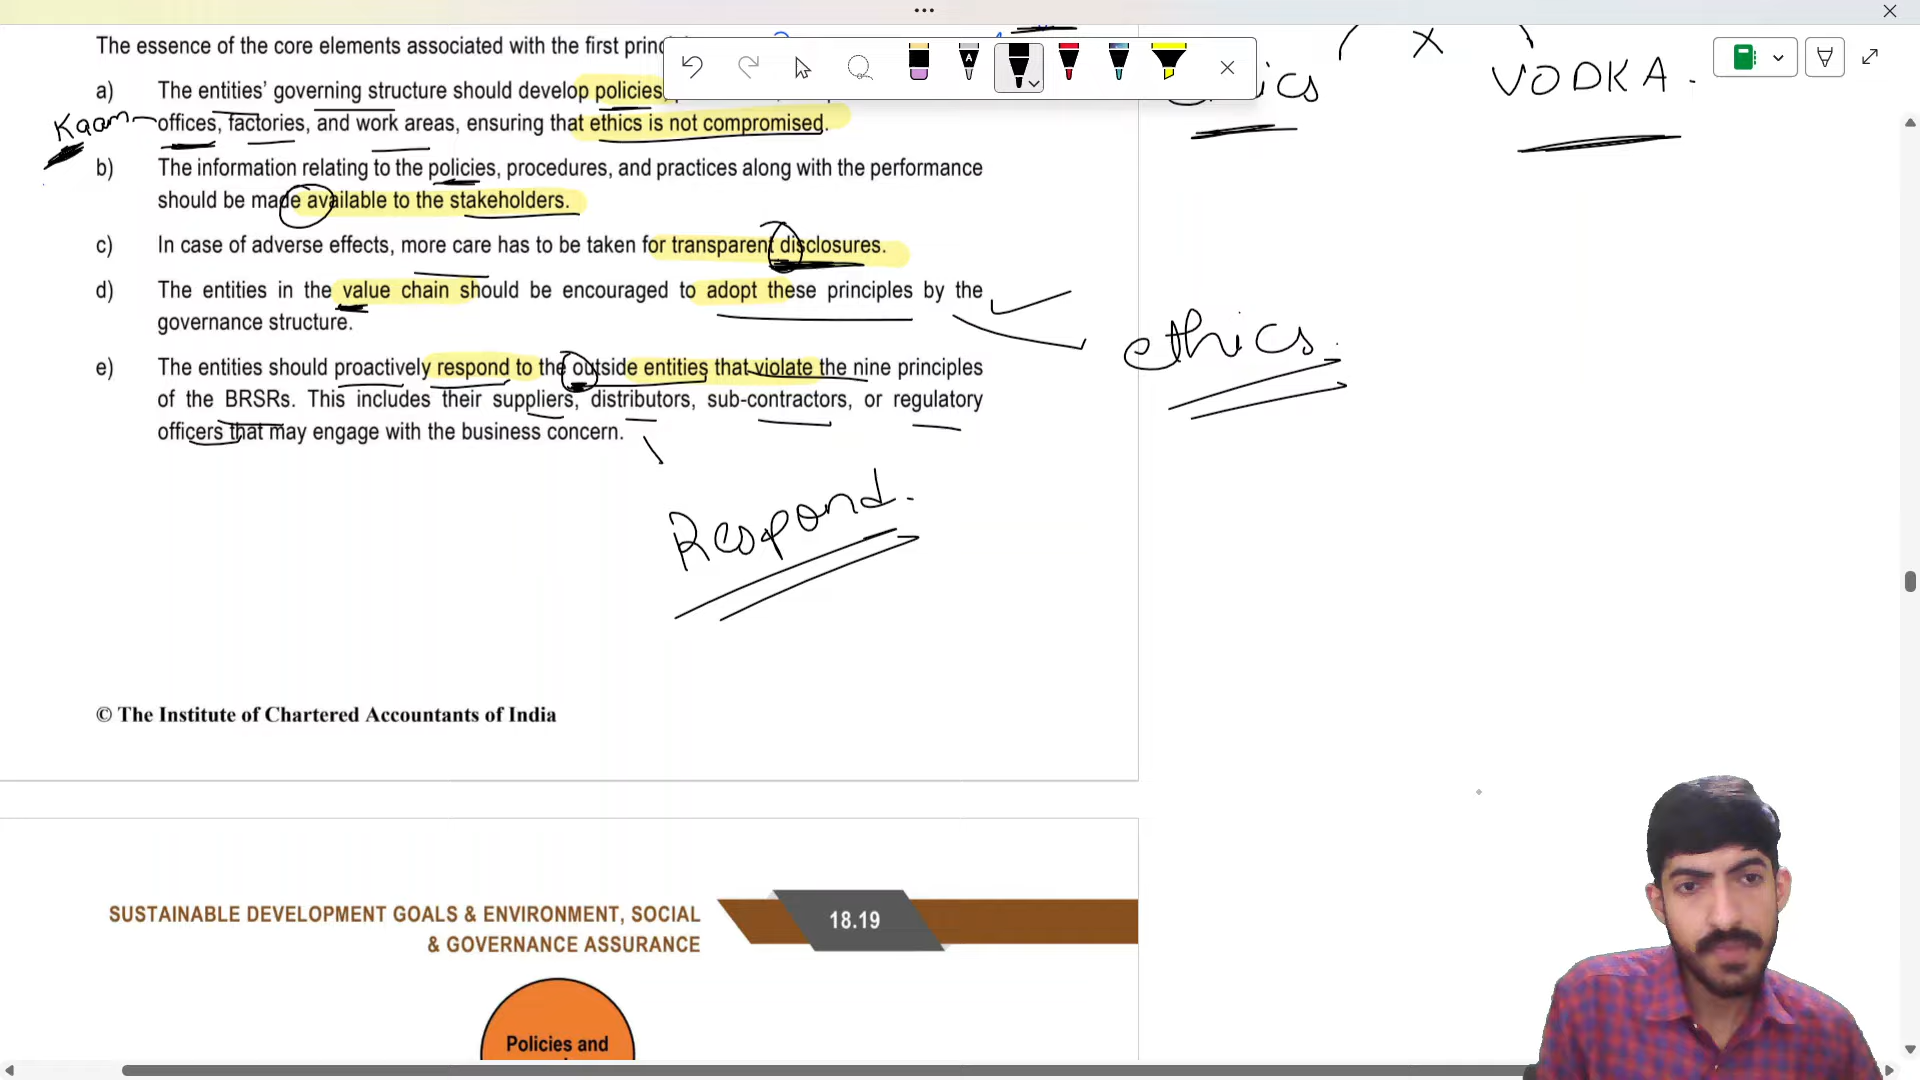 The essence of the core elements associated with the first
a) The entities’ governing structure should develop policies,
offices, factories, and work areas, ensuring that ethics is not compromised.
Kaam
b) The information relating to the policies, procedures, and practices along with the performance
should be made available to the stakeholders.
c) In case of adverse effects, more care has to be taken for transparent disclosures.
d) The entities in the value chain should be encouraged to adopt these principles by the
governance structure.
e) The entities should proactively respond to the outside entities that violate the nine principles
of the BRSRs. This includes their suppliers, distributors, sub-contractors, or regulatory
officers that may engage with the business concern.
X
VODKA.
ethics.
Respond.
© The Institute of Chartered Accountants of India
SUSTAINABLE DEVELOPMENT GOALS & ENVIRONMENT, SOCIAL
& GOVERNANCE ASSURANCE
18.19
Policies and